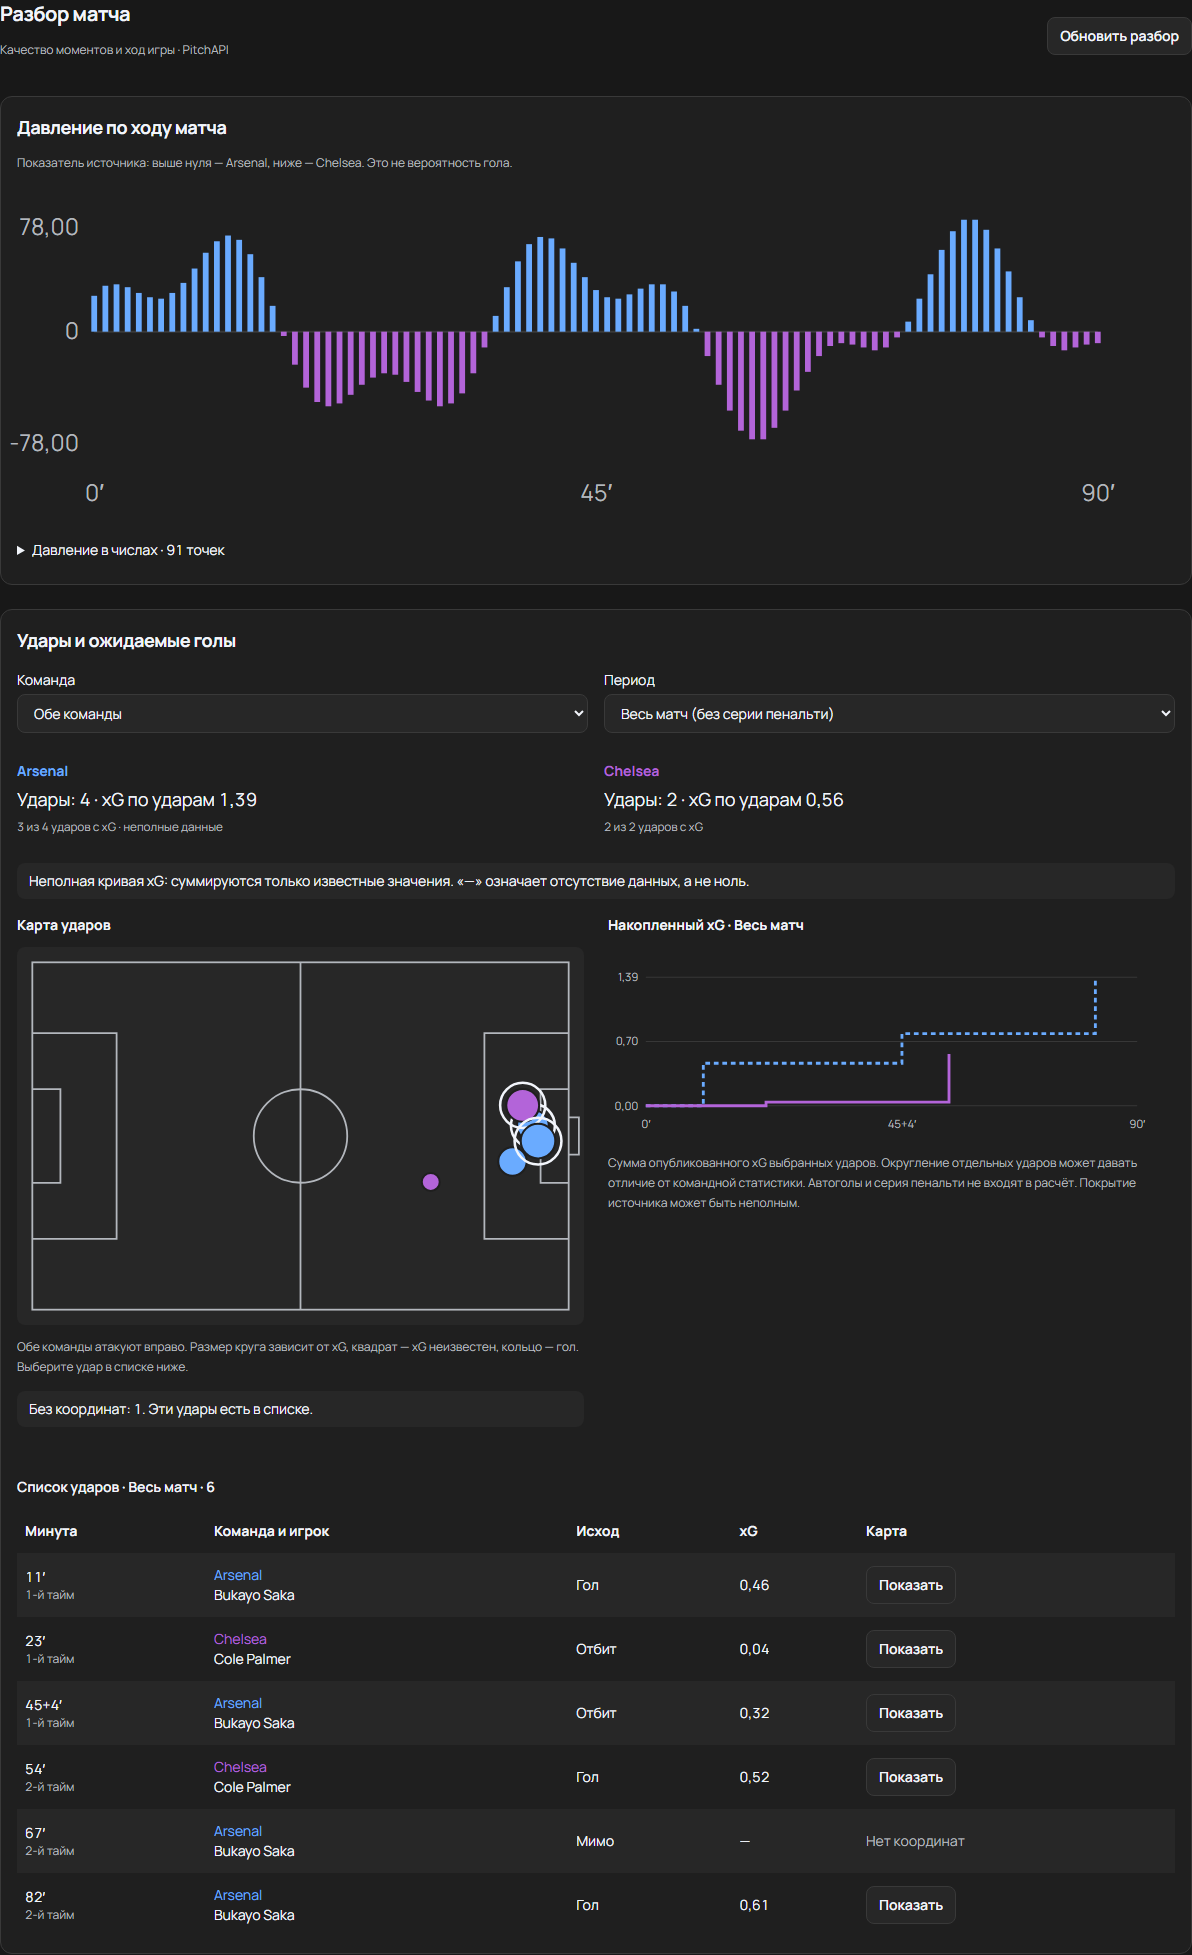 Разбор матча
Качество моментов и ход игры · PitchAPI
Обновить разбор
Давление по ходу матча
Показатель источника: выше нуля — Arsenal, ниже — Chelsea. Это не вероятность гола.
78,00
0
-78,00
0′
45′
90′
Давление в числах · 91 точек
Удары и ожидаемые голы
Команда
Период
Обе команды
Весь матч (без серии пенальти)
Arsenal
Chelsea
Удары: 4 · xG по ударам 1,39
Удары: 2 · xG по ударам 0,56
3 из 4 ударов с xG · неполные данные
2 из 2 ударов с xG
Неполная кривая xG: суммируются только известные значения. «—» означает отсутствие данных, а не ноль.
Карта ударов
Накопленный xG · Весь матч
1,39
0,70
0,00
0′
45+4′
90′
Сумма опубликованного xG выбранных ударов. Округление отдельных ударов может давать
отличие от командной статистики. Автоголы и серия пенальти не входят в расчёт. Покрытие
источника может быть неполным.
Обе команды атакуют вправо. Размер круга зависит от xG, квадрат — xG неизвестен, кольцо — гол.
Выберите удар в списке ниже.
Без координат: 1. Эти удары есть в списке.
Список ударов · Весь матч · 6
Минута Команда и игрок Исход xG Карта
11′
1-й тайм
Arsenal
Bukayo Saka
Гол
0,46
Показать
23′
1-й тайм
Chelsea
Cole Palmer
Отбит
0,04
Показать
45+4′
1-й тайм
Arsenal
Bukayo Saka
Отбит
0,32
Показать
54′
2-й тайм
Chelsea
Cole Palmer
Гол
0,52
Показать
67′
2-й тайм
Arsenal
Bukayo Saka
Мимо
—
Нет координат
82′
2-й тайм
Arsenal
Bukayo Saka
Гол
0,61
Показать